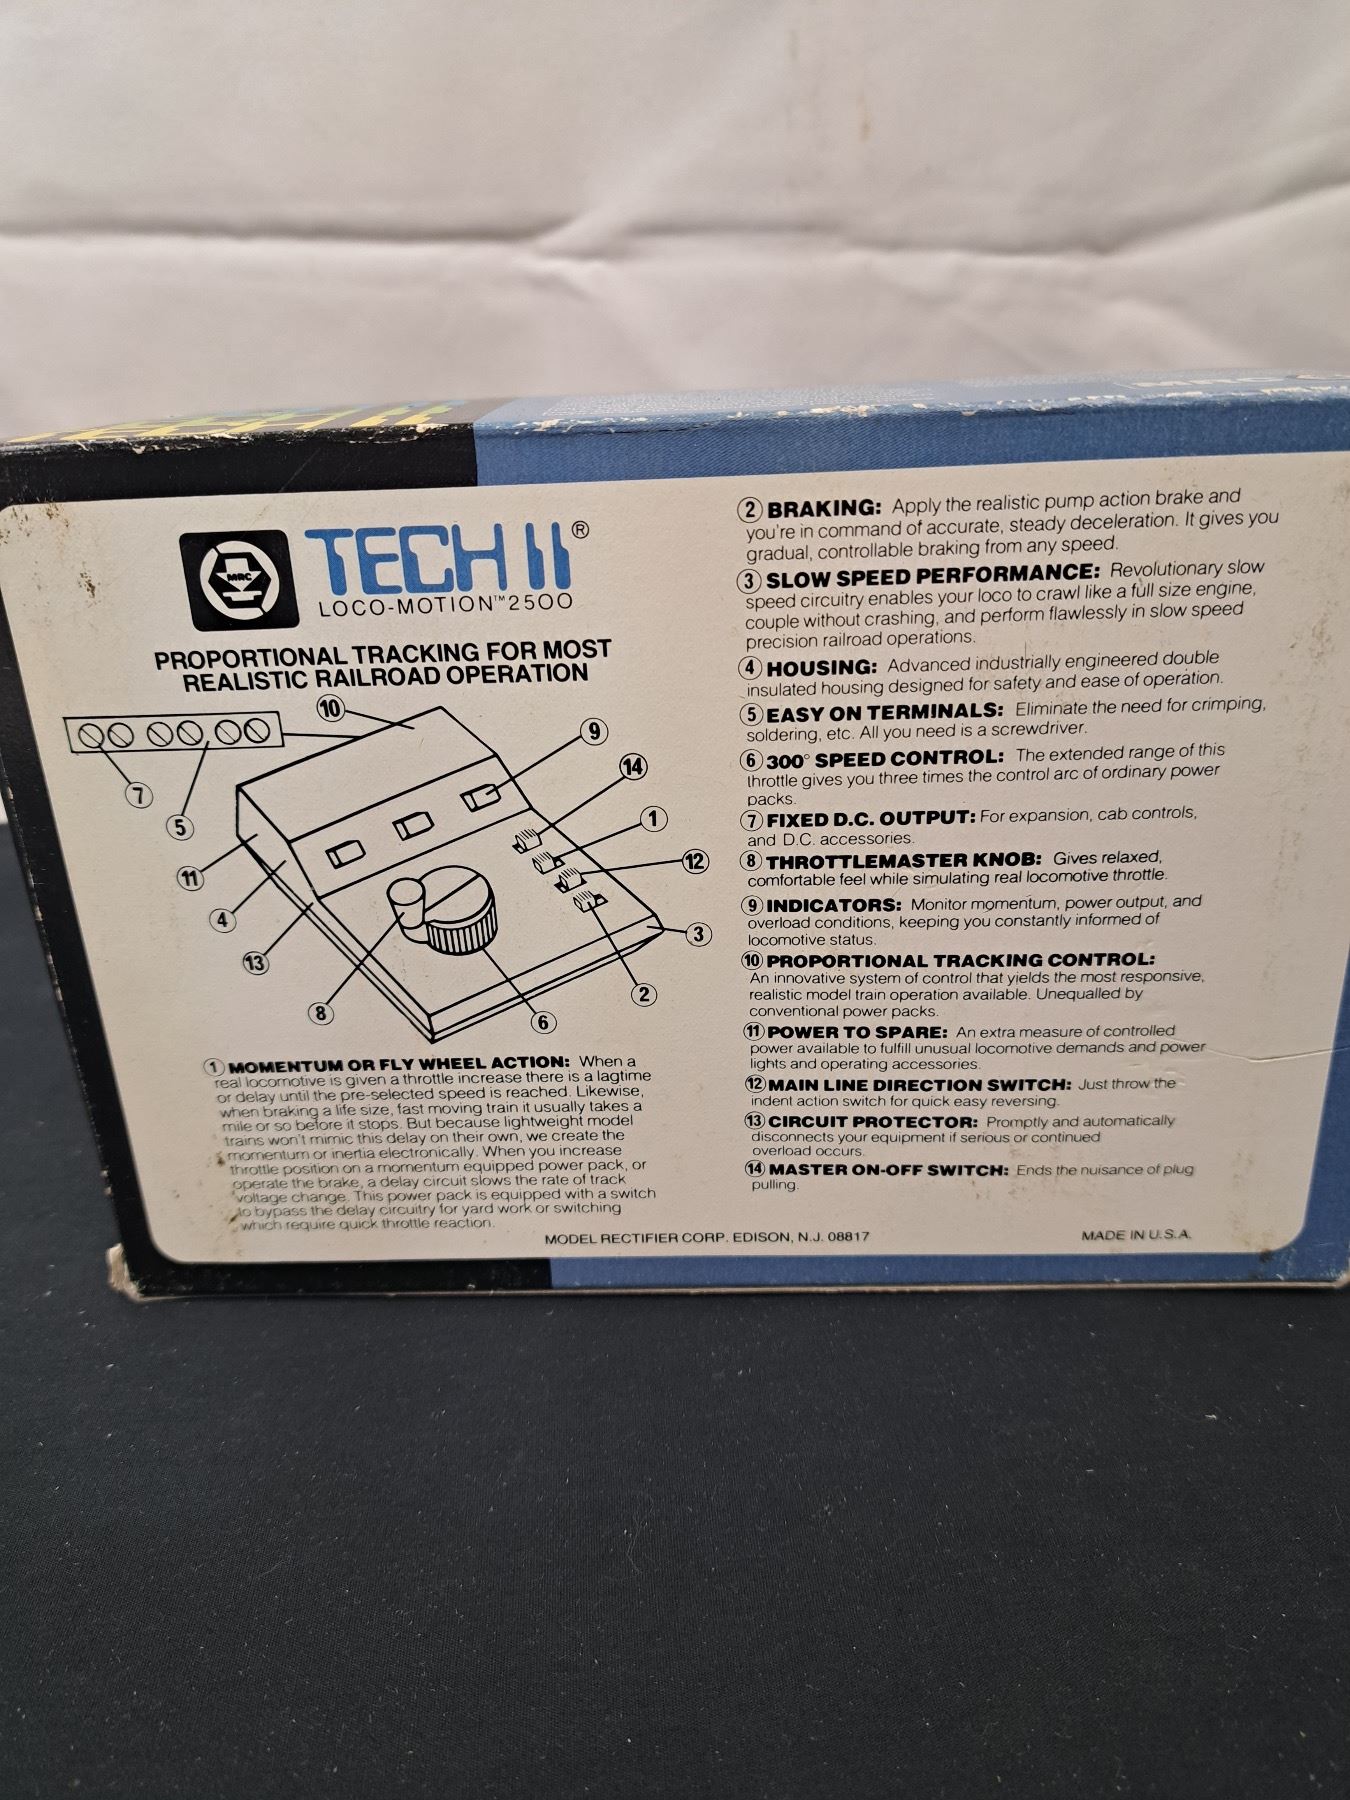 MRC
TECH II®
LOCO-MOTION™ 2500
PROPORTIONAL TRACKING FOR MOST
REALISTIC RAILROAD OPERATION
10
9
14
7
5
1
12
11
4
13
3
8
2
6
1 MOMENTUM OR FLY WHEEL ACTION: When a
real locomotive is given a throttle increase there is a lagtime
or delay until the pre-selected speed is reached. Likewise,
when braking a life size, fast moving train it usually takes a
mile or so before it stops. But because lightweight model
trains won't mimic this delay on their own, we create the
momentum or inertia electronically. When you increase
throttle position on a momentum equipped power pack, or
operate the brake, a delay circuit slows the rate of track
voltage change. This power pack is equipped with a switch
to bypass the delay circuitry for yard work or switching
which require quick throttle reaction.
2 BRAKING: Apply the realistic pump action brake and
you're in command of accurate, steady deceleration. It gives you
gradual, controllable braking from any speed.
3 SLOW SPEED PERFORMANCE: Revolutionary slow
speed circuitry enables your loco to crawl like a full size engine,
couple without crashing, and perform flawlessly in slow speed
precision railroad operations.
4 HOUSING: Advanced industrially engineered double
insulated housing designed for safety and ease of operation.
5 EASY ON TERMINALS: Eliminate the need for crimping,
soldering, etc. All you need is a screwdriver.
6 300° SPEED CONTROL: The extended range of this
throttle gives you three times the control arc of ordinary power
packs.
7 FIXED D.C. OUTPUT: For expansion, cab controls,
and D.C. accessories.
8 THROTTLEMASTER KNOB: Gives relaxed,
comfortable feel while simulating real locomotive throttle.
9 INDICATORS: Monitor momentum, power output, and
overload conditions, keeping you constantly informed of
locomotive status.
10 PROPORTIONAL TRACKING CONTROL:
An innovative system of control that yields the most responsive,
realistic model train operation available. Unequalled by
conventional power packs.
11 POWER TO SPARE: An extra measure of controlled
power available to fulfill unusual locomotive demands and power
lights and operating accessories.
12 MAIN LINE DIRECTION SWITCH: Just throw the
indent action switch for quick easy reversing.
13 CIRCUIT PROTECTOR: Promptly and automatically
disconnects your equipment if serious or continued
overload occurs.
14 MASTER ON-OFF SWITCH: Ends the nuisance of plug
pulling.
MODEL RECTIFIER CORP. EDISON, N.J. 08817
MADE IN U.S.A.